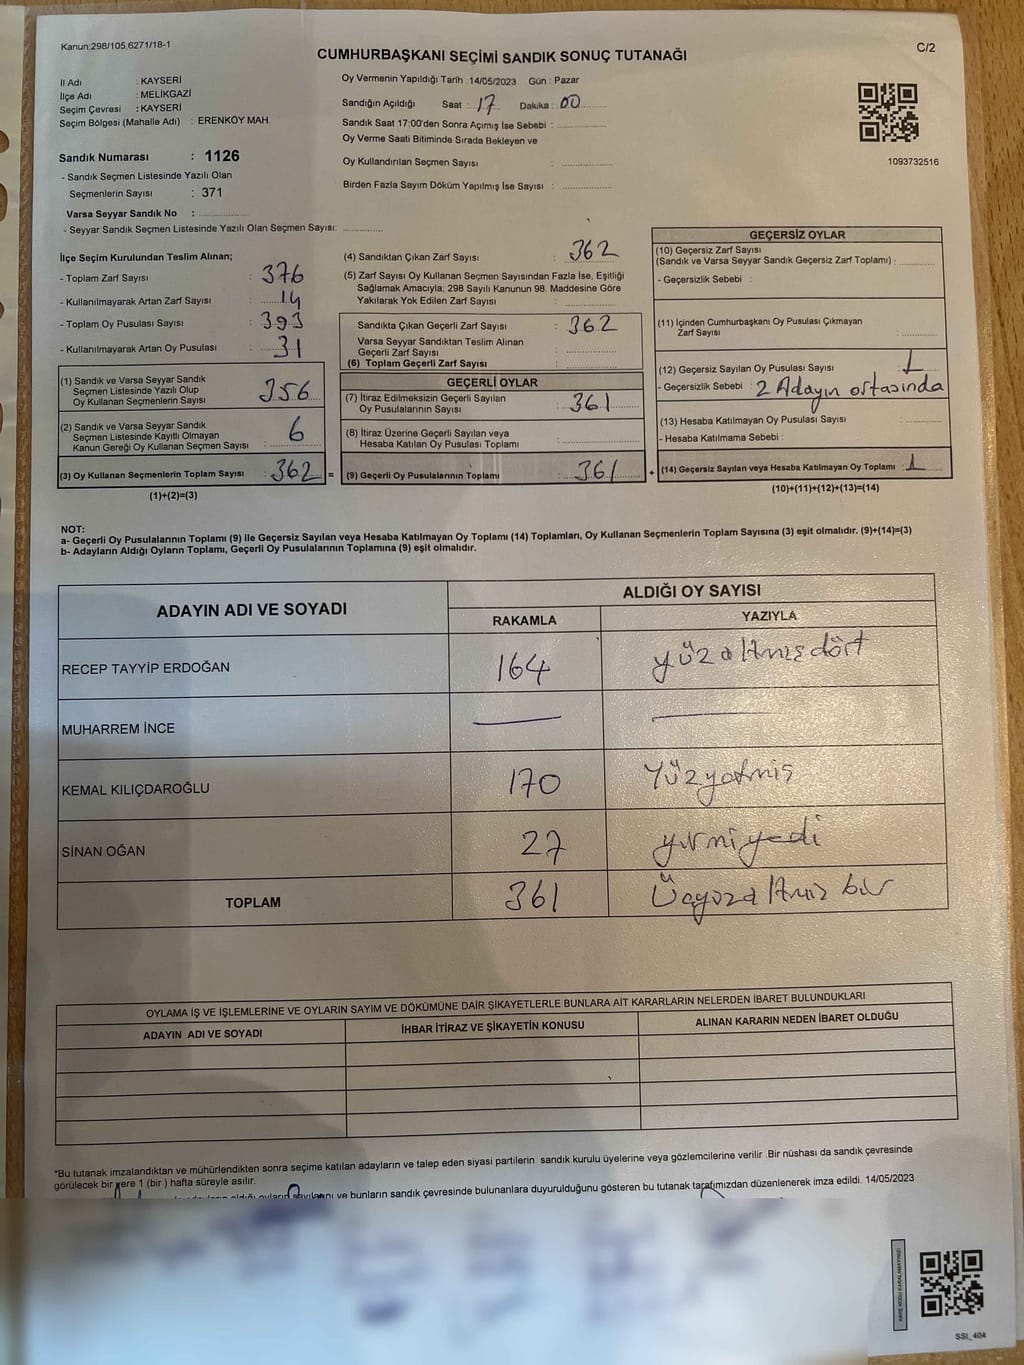 Kanun;298/105,6271/18-1
C/2
CUMHURBAŞKANI SEÇİMİ SANDIK SONUÇ TUTANAĞI
İl Adı : KAYSERİ
İlçe Adı : MELİKGAZİ
Seçim Çevresi : KAYSERİ
Seçim Bölgesi (Mahalle Adı) : ERENKÖY MAH.
Oy Vermenin Yapıldığı Tarih 14/05/2023 Gün : Pazar
Sandığın Açıldığı Saat : 17 Dakika : 00
Sandık Saat 17:00'den Sonra Açımış İse Sebebi :
Oy Verme Saati Bitiminde Sırada Bekleyen ve
Oy Kullandırılan Seçmen Sayısı :
Birden Fazla Sayım Döküm Yapılmış İse Sayısı :
1093732516
Sandık Numarası : 1126
- Sandık Seçmen Listesinde Yazılı Olan
Seçmenlerin Sayısı : 371
Varsa Seyyar Sandık No :
- Seyyar Sandık Seçmen Listesinde Yazılı Olan Seçmen Sayısı:
İlçe Seçim Kurulundan Teslim Alınan;
- Toplam Zarf Sayısı : 376
- Kullanılmayarak Artan Zarf Sayısı : 14
- Toplam Oy Pusulası Sayısı : 393
- Kullanılmayarak Artan Oy Pusulası : 31
(1) Sandık ve Varsa Seyyar Sandık
Seçmen Listesinde Yazılı Olup
Oy Kullanan Seçmenlerin Sayısı : 356
(2) Sandık ve Varsa Seyyar Sandık
Seçmen Listesinde Kayıtlı Olmayan
Kanun Gereği Oy Kullanan Seçmen Sayısı : 6
(3) Oy Kullanan Seçmenlerin Toplam Sayısı : 362 =
(1)+(2)=(3)
(4) Sandıktan Çıkan Zarf Sayısı : 362
(5) Zarf Sayısı Oy Kullanan Seçmen Sayısından Fazla İse, Eşitliği
Sağlamak Amacıyla; 298 Sayılı Kanunun 98. Maddesine Göre
Yakılarak Yok Edilen Zarf Sayısı :
Sandıkta Çıkan Geçerli Zarf Sayısı : 362
Varsa Seyyar Sandıktan Teslim Alınan
Geçerli Zarf Sayısı :
(6) Toplam Geçerli Zarf Sayısı :
GEÇERLİ OYLAR
(7) İtiraz Edilmeksizin Geçerli Sayılan
Oy Pusulalarının Sayısı : 361
(8) İtiraz Üzerine Geçerli Sayılan veya
Hesaba Katılan Oy Pusulası Toplamı :
(9) Geçerli Oy Pusulalarının Toplamı : 361 +
GEÇERSİZ OYLAR
(10) Geçersiz Zarf Sayısı
(Sandık ve Varsa Seyyar Sandık Geçersiz Zarf Toplamı) :
- Geçersizlik Sebebi :
(11) İçinden Cumhurbaşkanı Oy Pusulası Çıkmayan
Zarf Sayısı :
(12) Geçersiz Sayılan Oy Pusulası Sayısı : 1
- Geçersizlik Sebebi : 2 Adayın ortasında
(13) Hesaba Katılmayan Oy Pusulası Sayısı :
- Hesaba Katılmama Sebebi :
(14) Geçersiz Sayılan veya Hesaba Katılmayan Oy Toplamı : 1
(10)+(11)+(12)+(13)=(14)
NOT:
a- Geçerli Oy Pusulalarının Toplamı (9) ile Geçersiz Sayılan veya Hesaba Katılmayan Oy Toplamı (14) Toplamları, Oy Kullanan Seçmenlerin Toplam Sayısına (3) eşit olmalıdır. (9)+(14)=(3)
b- Adayların Aldığı Oyların Toplamı, Geçerli Oy Pusulalarının Toplamına (9) eşit olmalıdır.
ADAYIN ADI VE SOYADI
ALDIĞI OY SAYISI
RAKAMLA YAZIYLA
RECEP TAYYİP ERDOĞAN 164 yüzaltmışdört
MUHARREM İNCE — —
KEMAL KILIÇDAROĞLU 170 Yüzyetmiş
SİNAN OĞAN 27 yirmiyedi
TOPLAM 361 Üçyüzaltmış bir
OYLAMA İŞ VE İŞLEMLERİNE VE OYLARIN SAYIM VE DÖKÜMÜNE DAİR ŞİKAYETLERLE BUNLARA AİT KARARLARIN NELERDEN İBARET BULUNDUKLARI
ADAYIN ADI VE SOYADI İHBAR İTİRAZ VE ŞİKAYETİN KONUSU ALINAN KARARIN NEDEN İBARET OLDUĞU
*Bu tutanak imzalandıktan ve mühürlendikten sonra seçime katılan adayların ve talep eden siyasi partilerin sandık kurulu üyelerine veya gözlemcilerine verilir .Bir nüshası da sandık çevresinde
görülecek bir yere 1 (bir ) hafta süreyle asılır.
ve bunların sandık çevresinde bulunanlara duyurulduğunu gösteren bu tutanak tarafımızdan düzenlenerek imza edildi. 14/05/2023
SSI_404